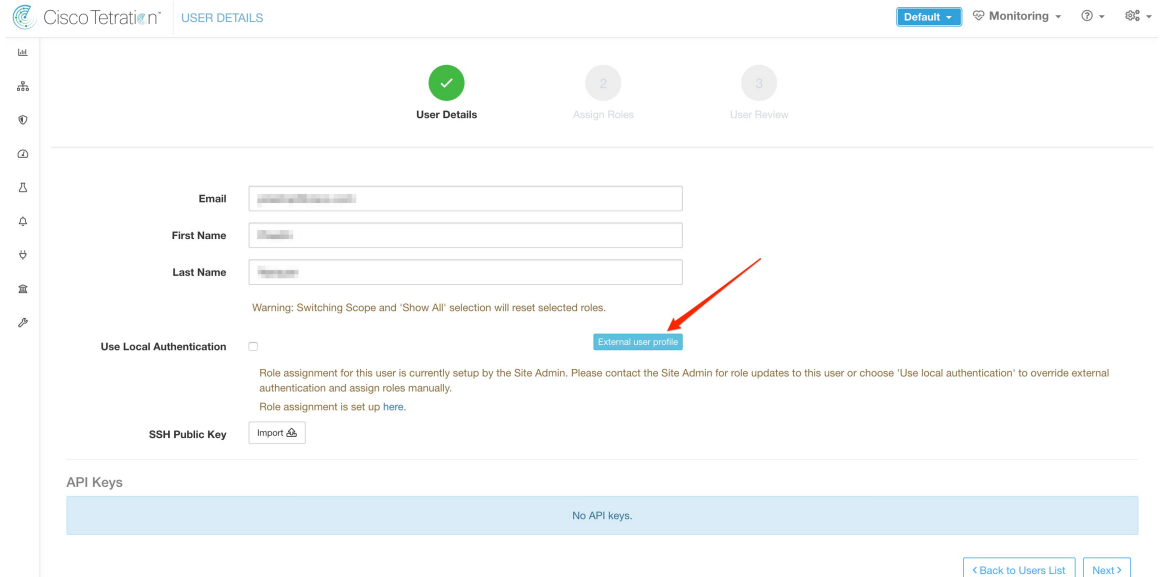 Cisco Tetration™
USER DETAILS
Default
Monitoring
2
3
User Details
Assign Roles
User Review
Email
First Name
Last Name
Warning: Switching Scope and 'Show All' selection will reset selected roles.
Use Local Authentication
External user profile
Role assignment for this user is currently setup by the Site Admin. Please contact the Site Admin for role updates to this user or choose 'Use local authentication' to override external
authentication and assign roles manually.
Role assignment is set up here.
SSH Public Key
Import
API Keys
No API keys.
< Back to Users List
Next >